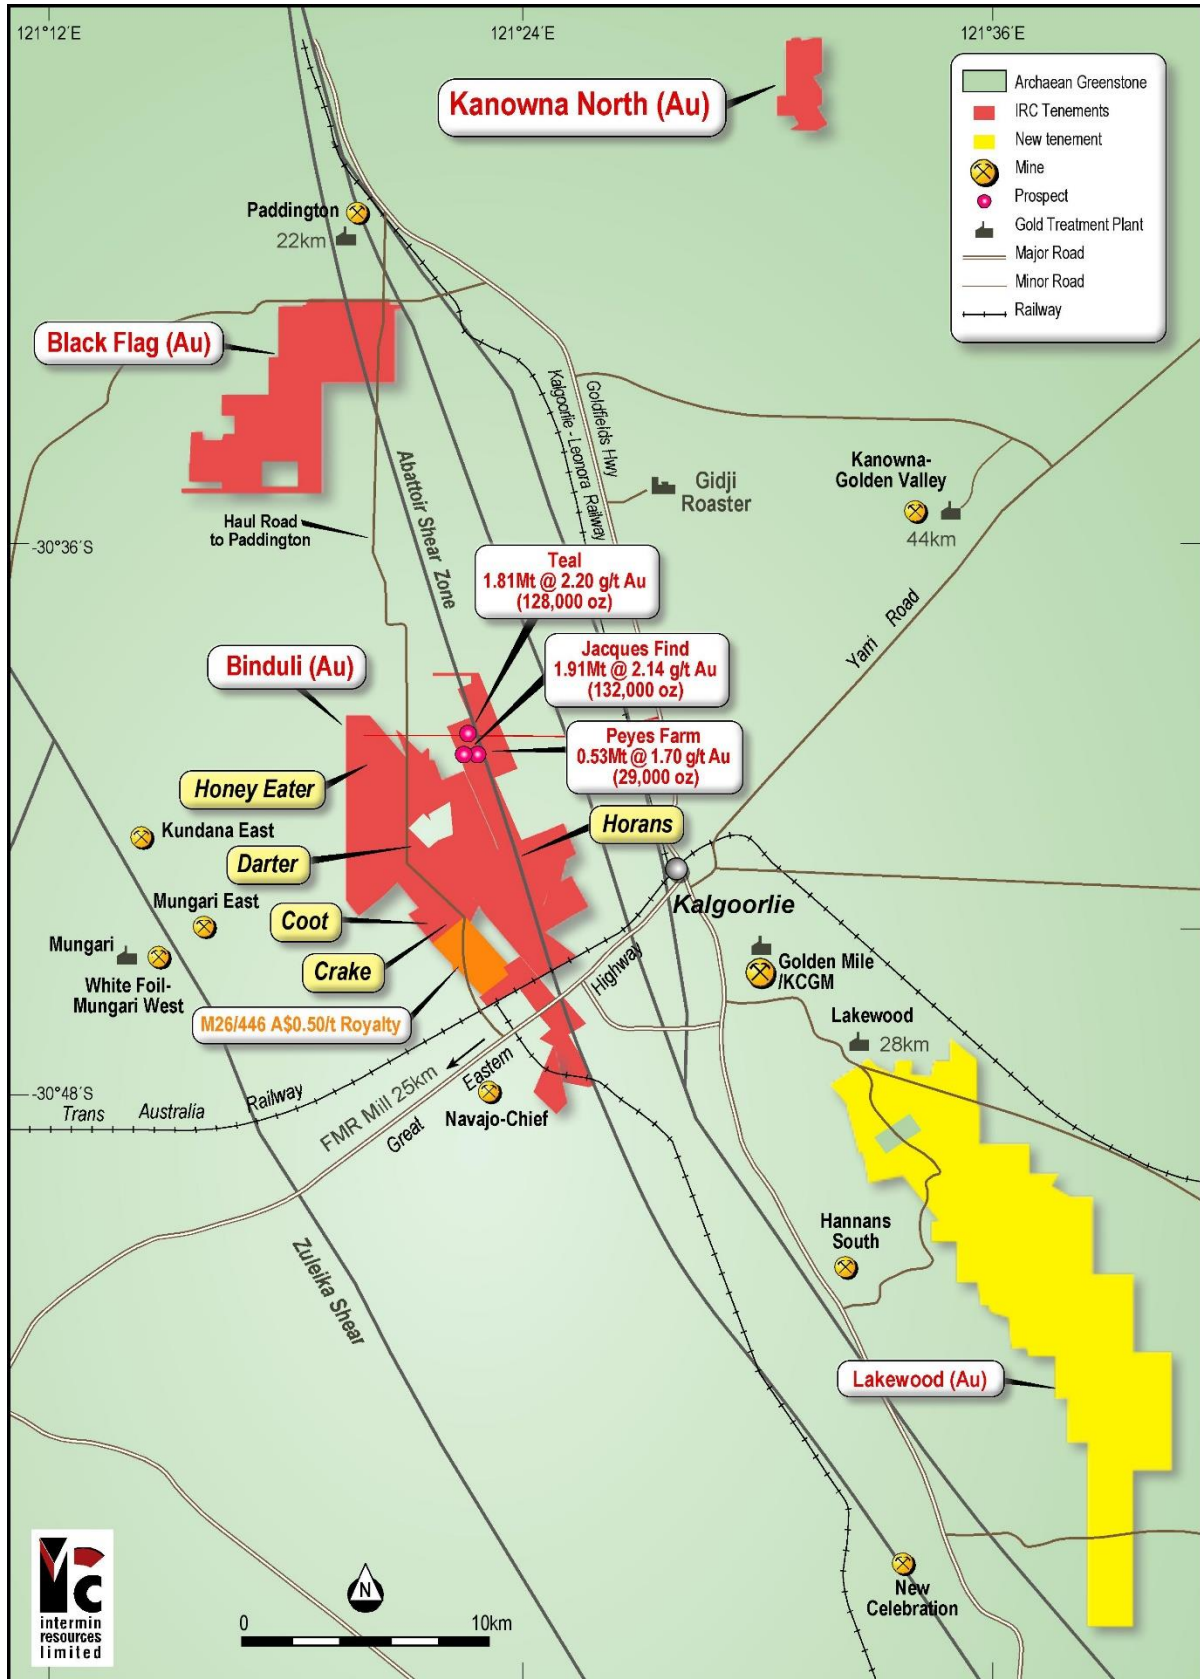 121°12´E
121°24´E
121°36´E
Kanowna North (Au)
Archaean Greenstone
IRC Tenements
New tenement
Mine
Prospect
Gold Treatment Plant
Major Road
Minor Road
Railway
Paddington
22km
Black Flag (Au)
Haul Road
to Paddington
Abattoir Shear Zone
Kalgoorlie - Leonora Railway
Goldfields Hwy
Gidji
Roaster
Kanowna-
Golden Valley
44km
Yarri Road
-30°36´S
Teal
1.81Mt @ 2.20 g/t Au
(128,000 oz)
Jacques Find
1.91Mt @ 2.14 g/t Au
(132,000 oz)
Peyes Farm
0.53Mt @ 1.70 g/t Au
(29,000 oz)
Binduli (Au)
Honey Eater
Horans
Kundana East
Darter
Kalgoorlie
Mungari East
Coot
Mungari
White Foil-
Mungari West
Crake
Golden Mile
/KCGM
M26/446 A$0.50/t Royalty
Lakewood
28km
-30°48´S
Trans Australia Railway
FMR Mill 25km
Great Eastern Highway
Navajo-Chief
Zuleika Shear
Hannans
South
Lakewood (Au)
New
Celebration
intermin
resources
limited
N
0
10km